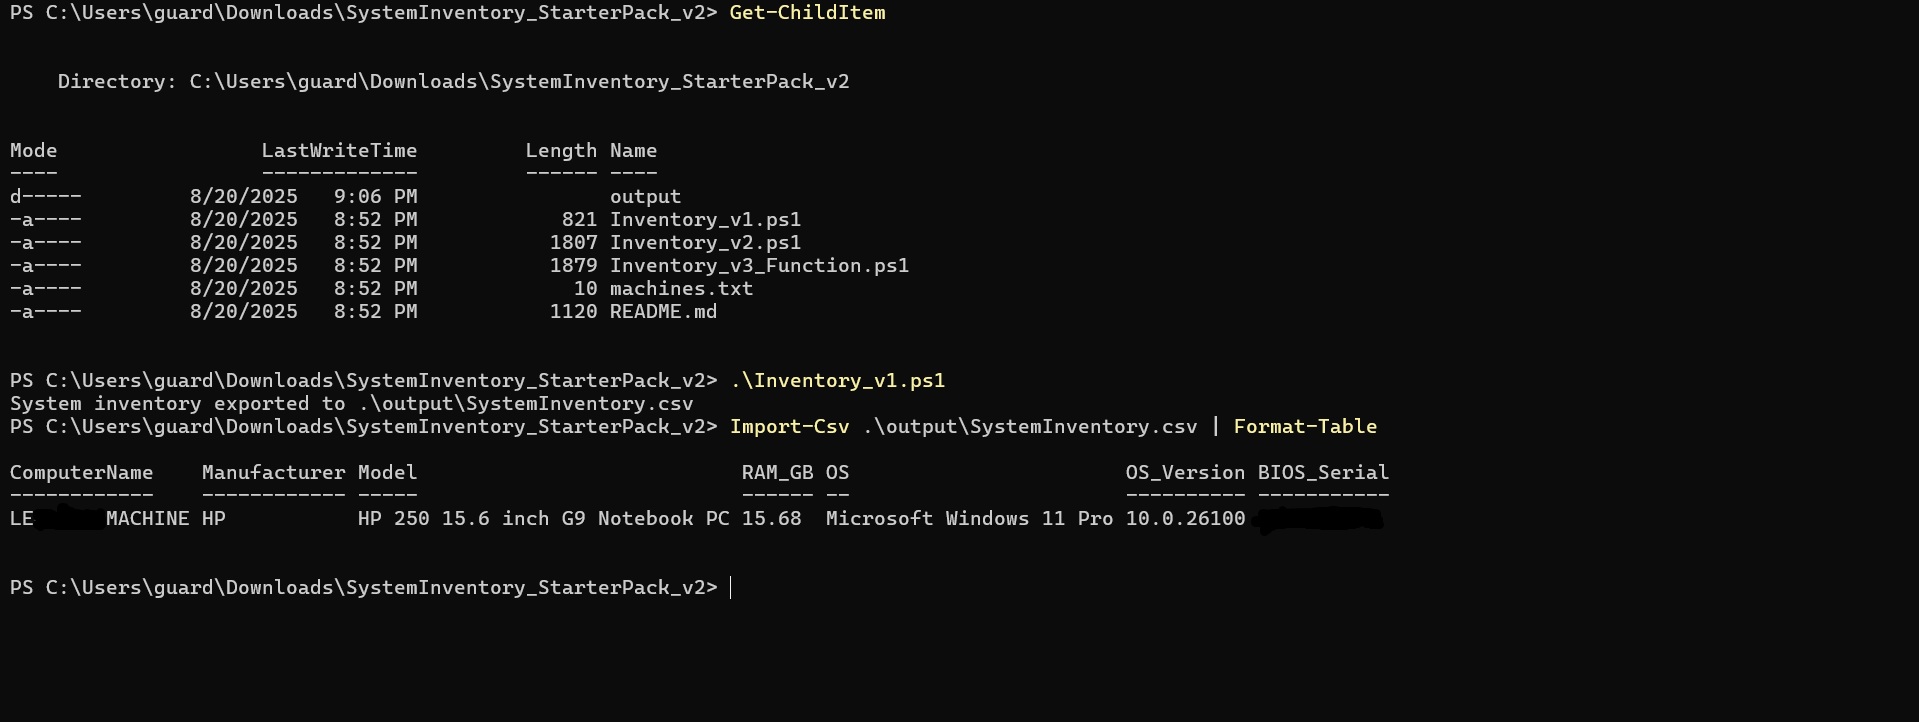 PS C:\Users\guard\Downloads\SystemInventory_StarterPack_v2> Get-ChildItem
Directory: C:\Users\guard\Downloads\SystemInventory_StarterPack_v2
Mode                 LastWriteTime         Length Name
----                 -------------         ------ ----
d-----         8/20/2025   9:06 PM                output
-a----         8/20/2025   8:52 PM            821 Inventory_v1.ps1
-a----         8/20/2025   8:52 PM           1807 Inventory_v2.ps1
-a----         8/20/2025   8:52 PM           1879 Inventory_v3_Function.ps1
-a----         8/20/2025   8:52 PM             10 machines.txt
-a----         8/20/2025   8:52 PM           1120 README.md
PS C:\Users\guard\Downloads\SystemInventory_StarterPack_v2> .\Inventory_v1.ps1
System inventory exported to .\output\SystemInventory.csv
PS C:\Users\guard\Downloads\SystemInventory_StarterPack_v2> Import-Csv .\output\SystemInventory.csv | Format-Table
ComputerName    Manufacturer Model                           RAM_GB OS                       OS_Version BIOS_Serial
------------    ------------ -----                           ------ --                       ---------- -----------
LE MACHINE HP           HP 250 15.6 inch G9 Notebook PC 15.68  Microsoft Windows 11 Pro 10.0.26100
PS C:\Users\guard\Downloads\SystemInventory_StarterPack_v2>